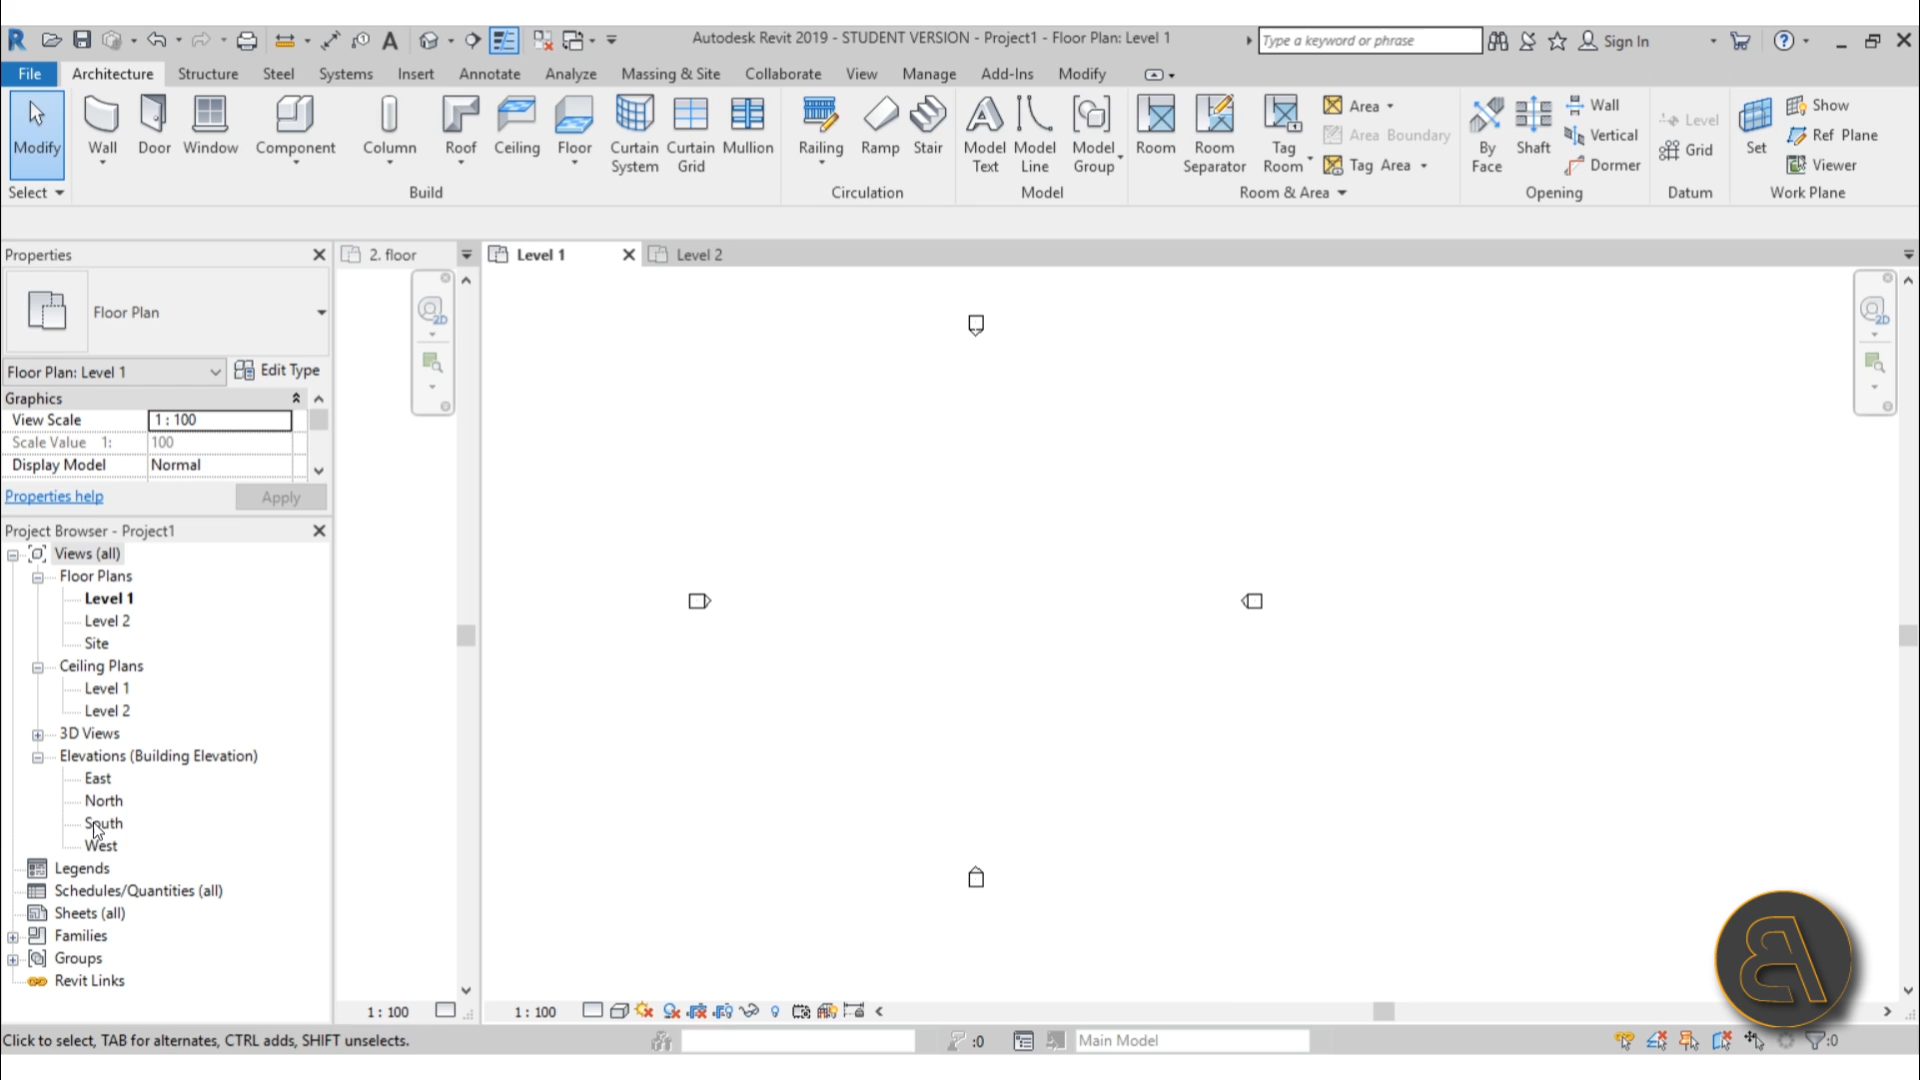 Autodesk Revit 2019 - STUDENT VERSION - Project1 - Floor Plan: Level 1
Type a keyword or phrase
Sign In
File Architecture Structure Steel Systems Insert Annotate Analyze Massing & Site Collaborate View Manage Add-Ins Modify
Modify
Wall
Door
Window
Component
Column
Roof
Ceiling
Floor
Curtain System
Curtain Grid
Mullion
Railing
Ramp
Stair
Model Text
Model Line
Model Group
Room
Room Separator
Tag Room
Area
Area Boundary
Tag Area
By Face
Shaft
Wall
Vertical
Dormer
Level
Grid
Set
Show
Ref Plane
Viewer
Select Build Circulation Model Room & Area Opening Datum Work Plane
Properties
2. floor
Level 1
Level 2
Floor Plan
2D
2D
Floor Plan: Level 1
Edit Type
Graphics
View Scale 1 : 100
Scale Value 1: 100
Display Model Normal
Properties help
Apply
Project Browser - Project1
Views (all)
Floor Plans
Level 1
Level 2
Site
Ceiling Plans
Level 1
Level 2
3D Views
Elevations (Building Elevation)
East
North
South
West
Legends
Schedules/Quantities (all)
Sheets (all)
Families
Groups
Revit Links
1 : 100
1 : 100
Click to select, TAB for alternates, CTRL adds, SHIFT unselects.
:0
Main Model
:0